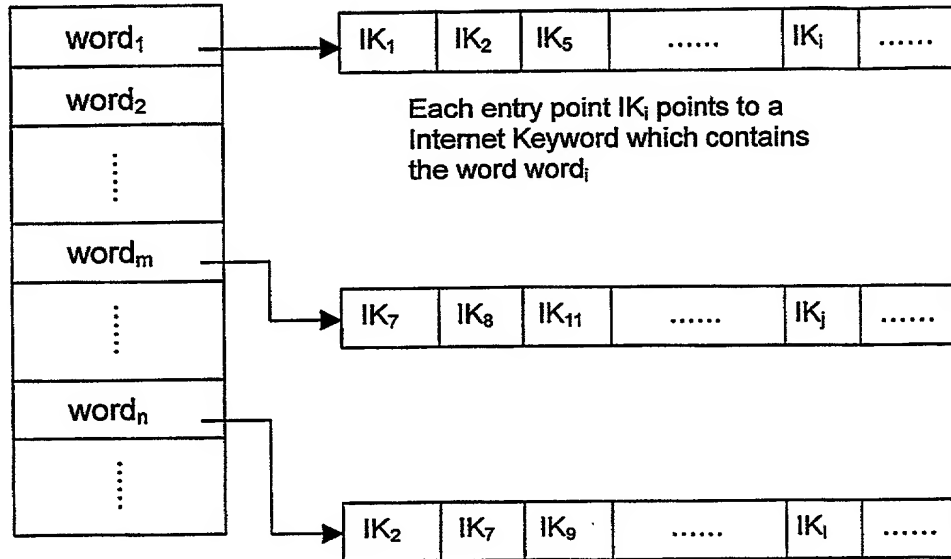 word₁
IK₁ IK₂ IK₅ ...... IKᵢ ......
word₂
Each entry point IKᵢ points to a
Internet Keyword which contains
the word wordᵢ
......
wordₘ
IK₇ IK₈ IK₁₁ ...... IKⱼ ......
......
wordₙ
......
IK₂ IK₇ IK₉ ...... IKₗ ......